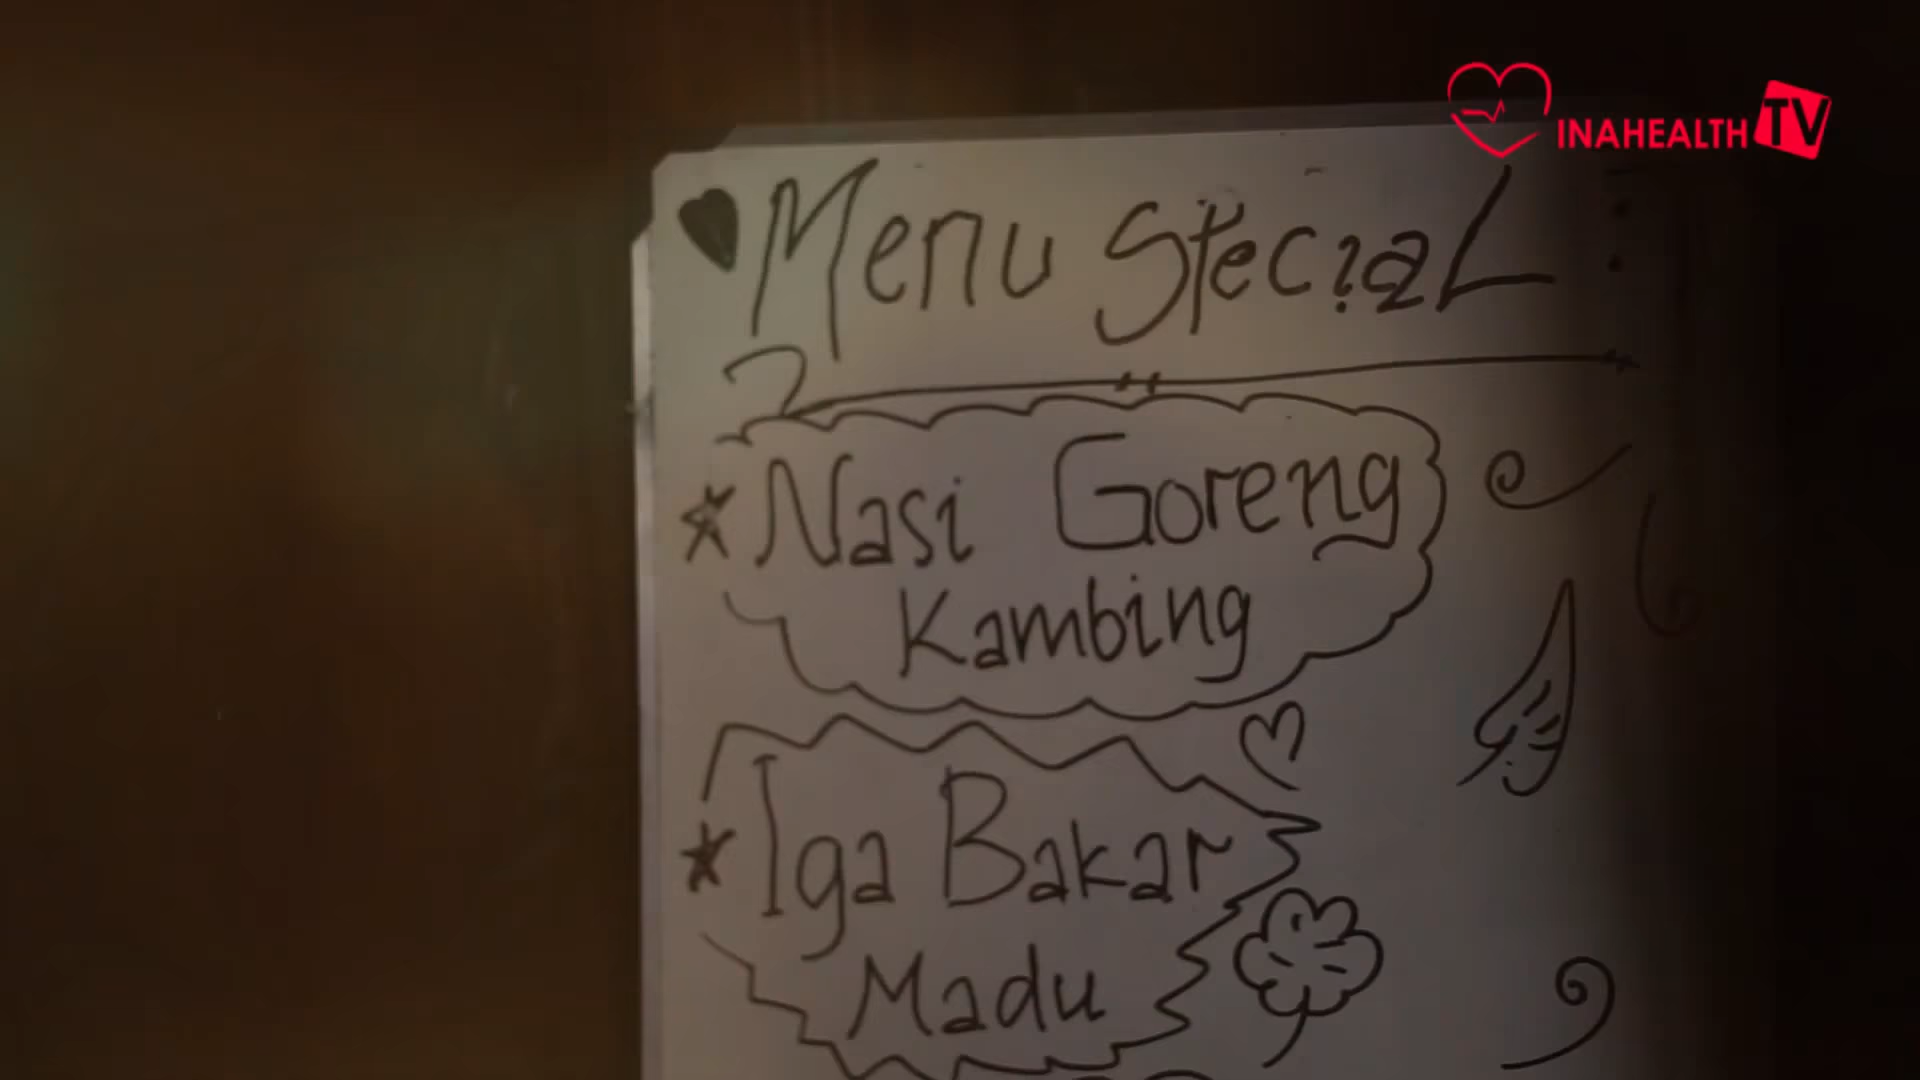 INAHEALTH TV
Menu Special
Nasi Goreng
Kambing
Iga Bakar
Madu